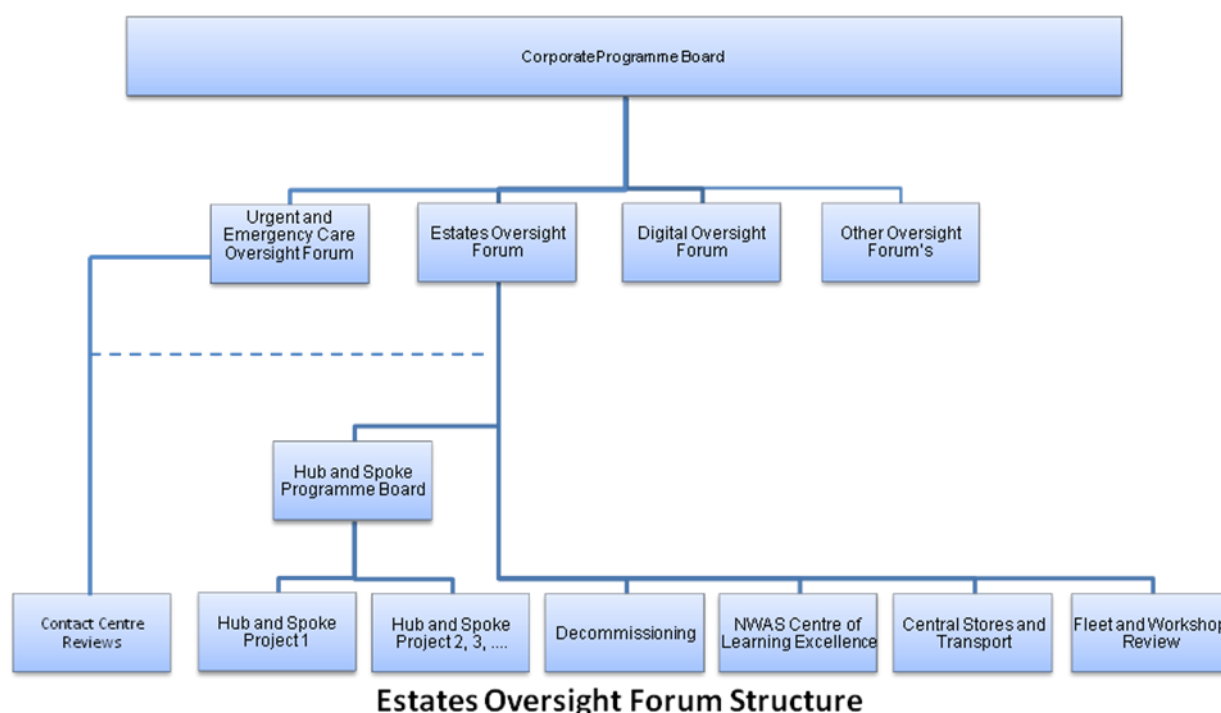 CorporateProgramme Board
Urgent and
Emergency Care
Oversight Forum
Estates Oversight
Forum
Digital Oversight
Forum
Other Oversight
Forum's
Hub and Spoke
Programme Board
Contact Centre
Reviews
Hub and Spoke
Project 1
Hub and Spoke
Project 2, 3, ....
Decommissioning
NWAS Centre of
Learning Excellence
Central Stores and
Transport
Fleet and Workshop
Review
Estates Oversight Forum Structure